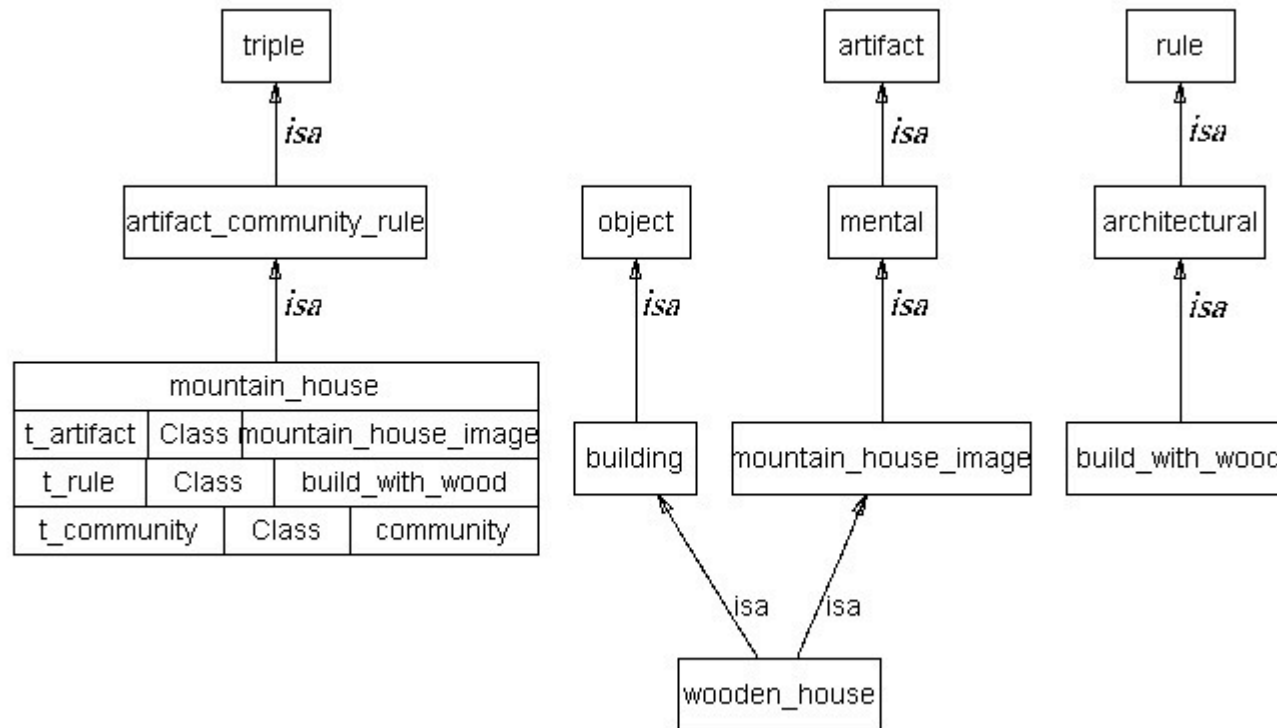 triple
artifact
rule
isa
isa
isa
artifact_community_rule
object
mental
architectural
isa
isa
isa
isa
mountain_house
t_artifact Class mountain_house_image
t_rule Class build_with_wood
t_community Class community
building
mountain_house_image
build_with_wood
isa
isa
wooden_house